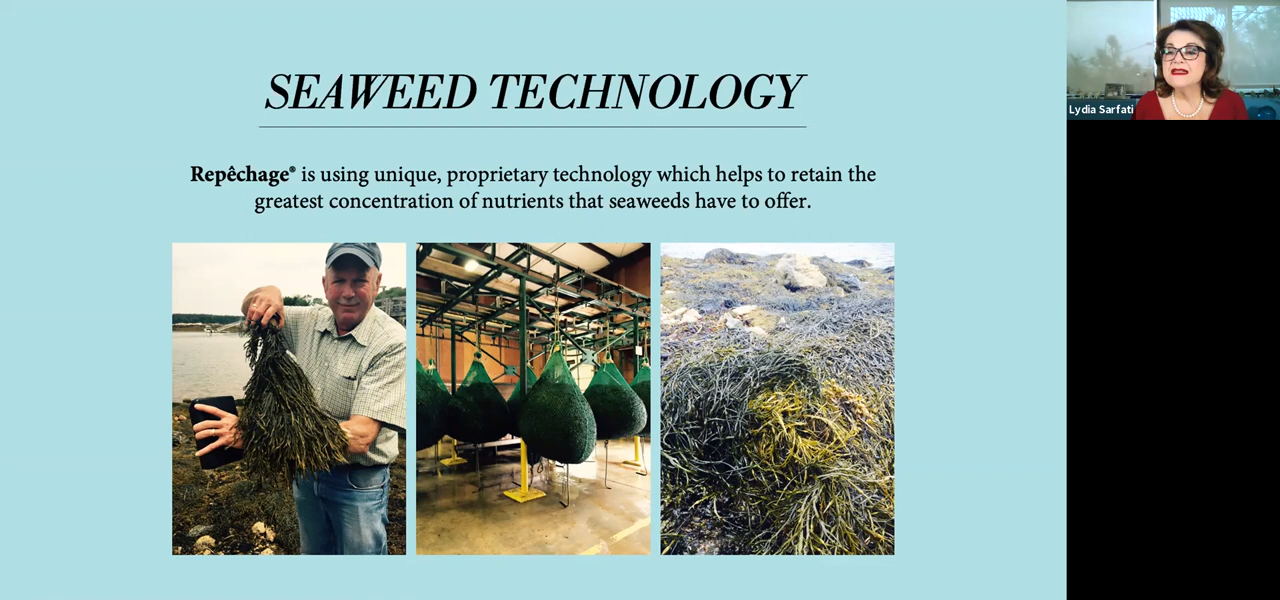 SEAWEED TECHNOLOGY
Repêchage® is using unique, proprietary technology which helps to retain the
greatest concentration of nutrients that seaweeds have to offer.
Lydia Sarfati